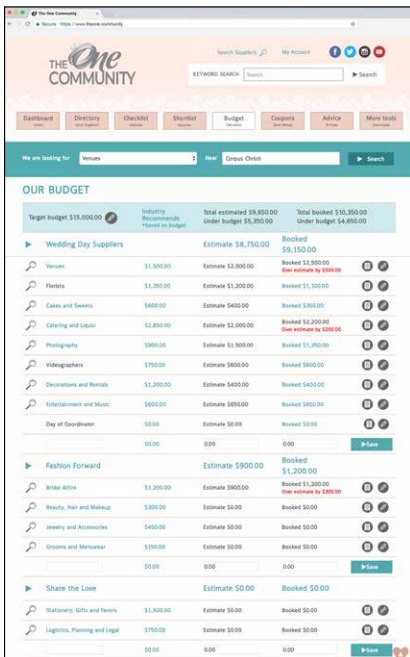 The One Community
Secure https://www.theone.community
THE One
COMMUNITY
Search Suppliers
My Account
KEYWORD SEARCH
Search
Search
Dashboard
Directory
Checklist
Shortlist
Budget
Coupons
Advice
More tools
We are looking for
Venues
Near
Corpus Christi
Search
OUR BUDGET
Target budget $15,000.00
Industry
Recommends
*based on budget
Total estimated $9,650.00
Under budget $5,350.00
Total booked $10,350.00
Under budget $4,650.00
Wedding Day Suppliers Estimate $8,750.00 Booked
$9,150.00
Venues $1,500.00 Estimate $2,000.00 Booked $2,500.00
Over estimate by $500.00
Florists $1,350.00 Estimate $1,200.00 Booked $1,100.00
Cakes and Sweets $600.00 Estimate $400.00 Booked $300.00
Catering and Liquor $2,850.00 Estimate $2,000.00 Booked $2,200.00
Over estimate by $200.00
Photography $900.00 Estimate $1,500.00 Booked $1,350.00
Videographers $750.00 Estimate $600.00 Booked $600.00
Decorations and Rentals $1,200.00 Estimate $400.00 Booked $400.00
Entertainment and Music $600.00 Estimate $650.00 Booked $650.00
Day of Coordinator $0.00 Estimate $0.00 Booked $0.00
$0.00 0.00 0.00 Save
Fashion Forward Estimate $900.00 Booked
$1,200.00
Bridal Attire $1,200.00 Estimate $900.00 Booked $1,200.00
Over estimate by $300.00
Beauty, Hair and Makeup $300.00 Estimate $0.00 Booked $0.00
Jewelry and Accessories $450.00 Estimate $0.00 Booked $0.00
Grooms and Menswear $150.00 Estimate $0.00 Booked $0.00
$0.00 0.00 0.00 Save
Share the Love Estimate $0.00 Booked $0.00
Stationery, Gifts and Favors $1,500.00 Estimate $0.00 Booked $0.00
Logistics, Planning and Legal $750.00 Estimate $0.00 Booked $0.00
$0.00 0.00 0.00 Save